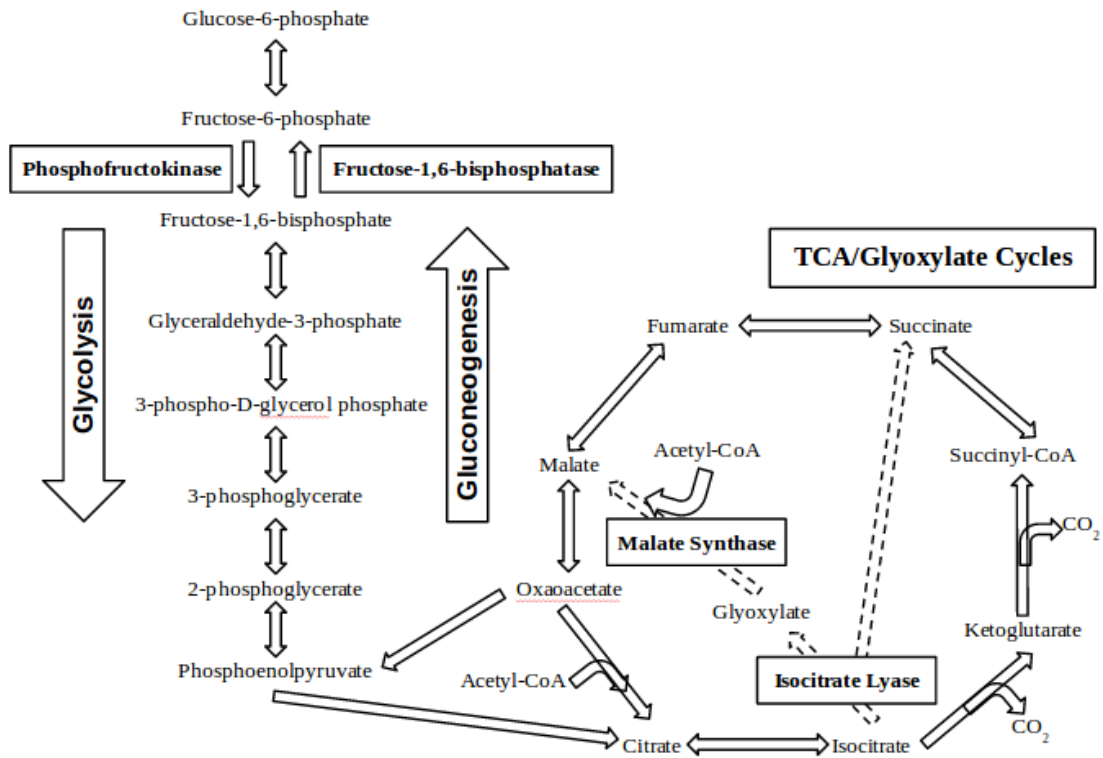 Glucose-6-phosphate
Fructose-6-phosphate
Phosphofructokinase
Fructose-1,6-bisphosphatase
Fructose-1,6-bisphosphate
Glycolysis
Gluconeogenesis
TCA/Glyoxylate Cycles
Glyceraldehyde-3-phosphate
Fumarate
Succinate
3-phospho-D-glycerol phosphate
Malate
Acetyl-CoA
Succinyl-CoA
3-phosphoglycerate
CO2
Malate Synthase
2-phosphoglycerate
Oxaoacetate
Glyoxylate
Ketoglutarate
Phosphoenolpyruvate
Acetyl-CoA
Isocitrate Lyase
CO2
Citrate
Isocitrate